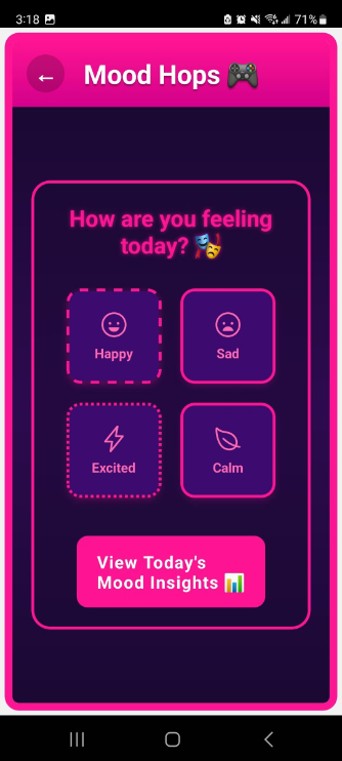 3:18 71%
← Mood Hops 🎮
How are you feeling
today? 🎭
Happy
Sad
Excited
Calm
View Today's
Mood Insights 📊